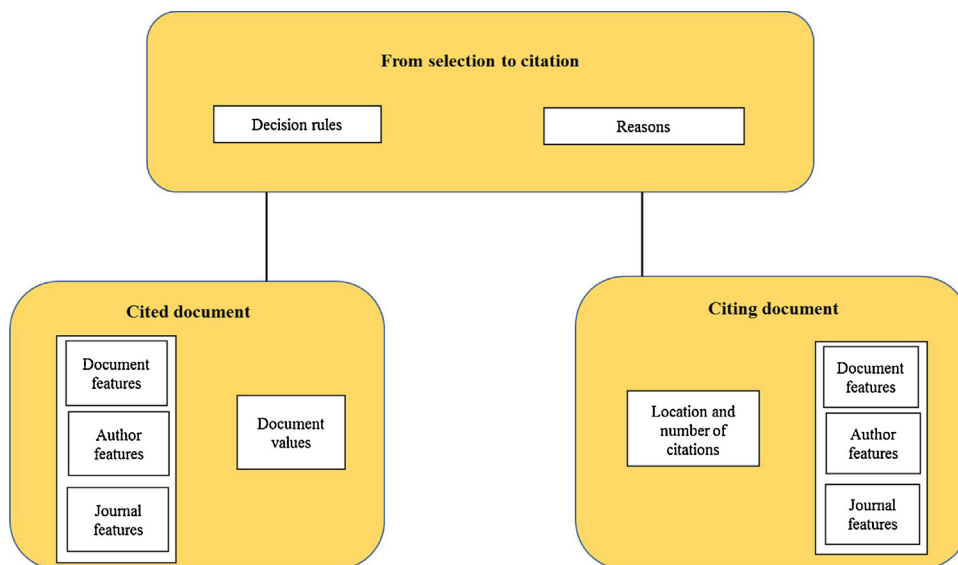 From selection to citation
Decision rules
Reasons
Cited document
Document
features
Author
features
Journal
features
Document
values
Citing document
Location and
number of
citations
Document
features
Author
features
Journal
features